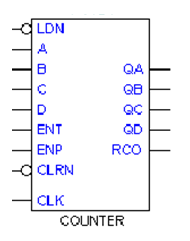 LDN
A
B QA
C QB
D QC
ENT QD
ENP RCO
CLRN
CLK
COUNTER